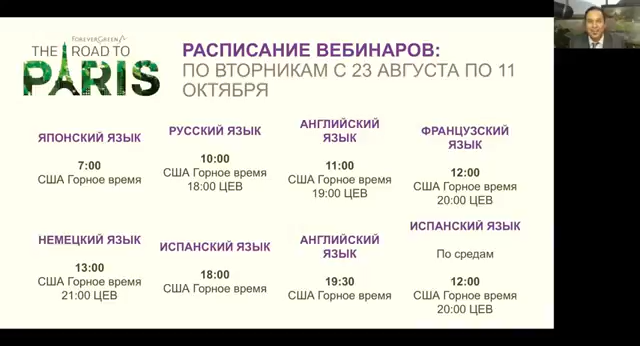 FOREVERGREEN
THE ROAD TO
PARIS
РАСПИСАНИЕ ВЕБИНАРОВ:
ПО ВТОРНИКАМ С 23 АВГУСТА ПО 11
ОКТЯБРЯ
ЯПОНСКИЙ ЯЗЫК
7:00
США Горное время
РУССКИЙ ЯЗЫК
10:00
США Горное время
18:00 ЦЕВ
АНГЛИЙСКИЙ
ЯЗЫК
11:00
США Горное время
19:00 ЦЕВ
ФРАНЦУЗСКИЙ
ЯЗЫК
12:00
США Горное время
20:00 ЦЕВ
НЕМЕЦКИЙ ЯЗЫК
13:00
США Горное время
21:00 ЦЕВ
ИСПАНСКИЙ ЯЗЫК
18:00
США Горное время
АНГЛИЙСКИЙ
ЯЗЫК
19:30
США Горное время
ИСПАНСКИЙ ЯЗЫК
По средам
12:00
США Горное время
20:00 ЦЕВ